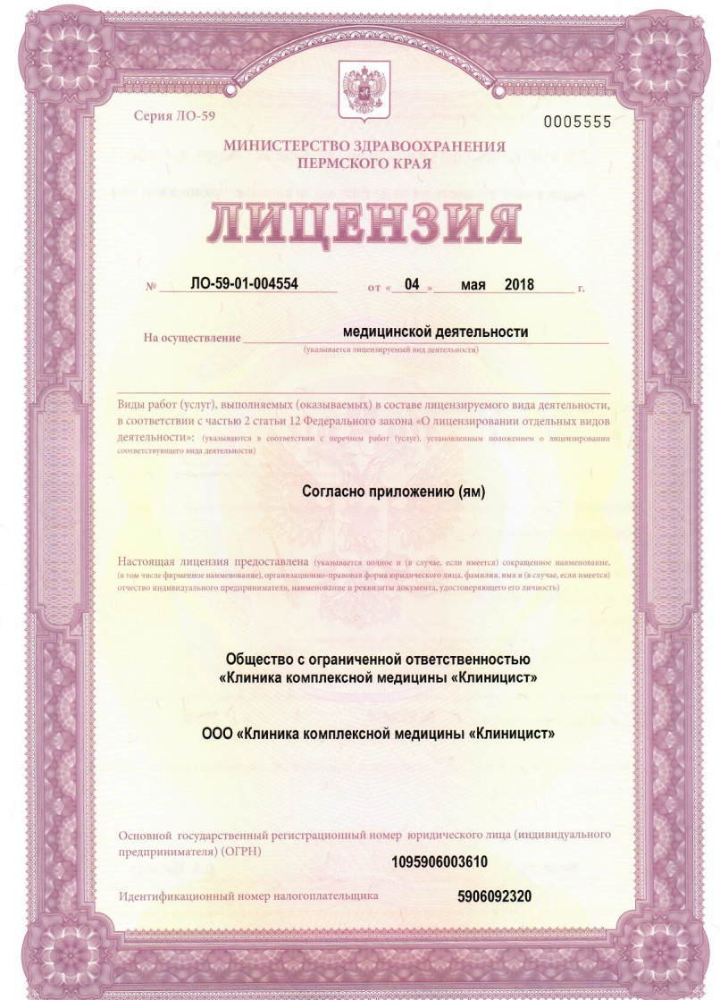 Серия ЛО-59
0005555
МИНИСТЕРСТВО ЗДРАВООХРАНЕНИЯ
ПЕРМСКОГО КРАЯ
ЛИЦЕНЗИЯ
№ ЛО-59-01-004554 от « 04 » мая 2018 г.
На осуществление медицинской деятельности
(указывается лицензируемый вид деятельности)
Виды работ (услуг), выполняемых (оказываемых) в составе лицензируемого вида деятельности,
в соответствии с частью 2 статьи 12 Федерального закона «О лицензировании отдельных видов
деятельности»: (указываются в соответствии с перечнем работ (услуг), установленным положением о лицензировании
соответствующего вида деятельности)
Согласно приложению (ям)
Настоящая лицензия предоставлена (указывается полное и (в случае, если имеется) сокращенное наименование,
(в том числе фирменное наименование), организационно-правовая форма юридического лица, фамилия, имя и (в случае, если имеется)
отчество индивидуального предпринимателя, наименование и реквизиты документа, удостоверяющего его личность)
Общество с ограниченной ответственностью
«Клиника комплексной медицины «Клиницист»
ООО «Клиника комплексной медицины «Клиницист»
Основной государственный регистрационный номер юридического лица (индивидуального
предпринимателя) (ОГРН)
1095906003610
Идентификационный номер налогоплательщика 5906092320